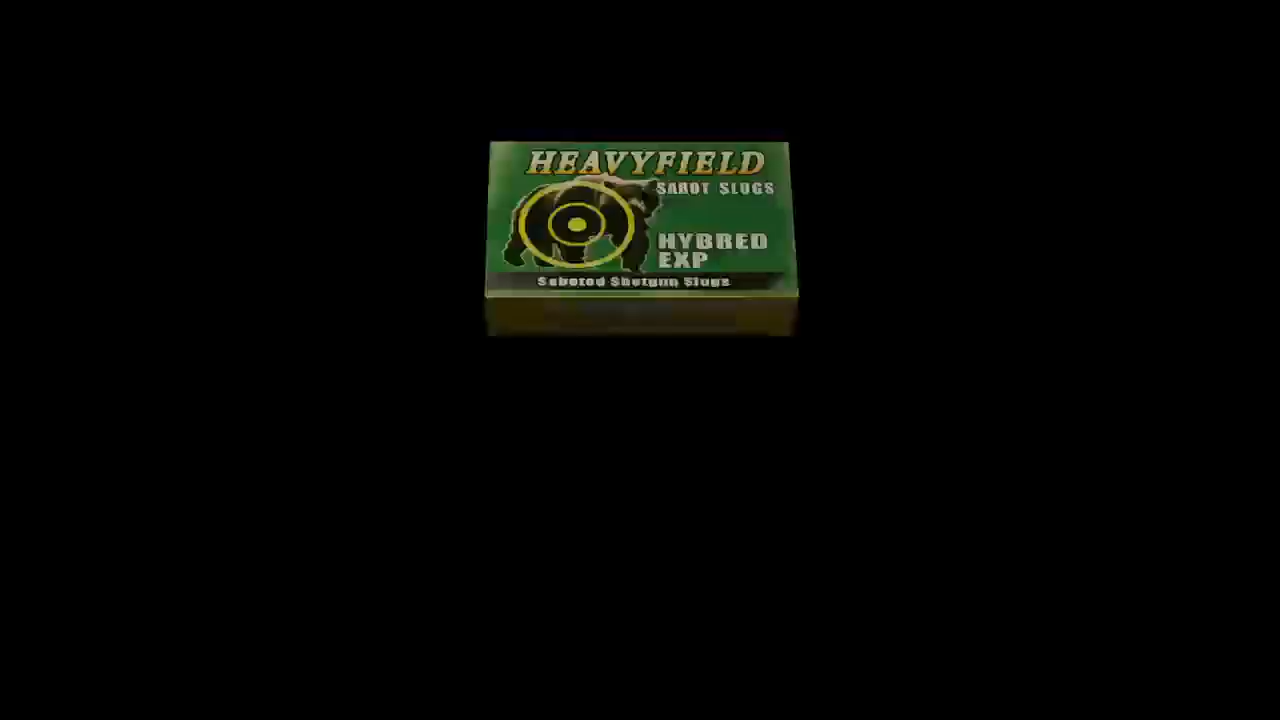 HEAVYFIELD
SABOT SLUGS
HYBRED
EXP
Saboted Shotgun Slugs